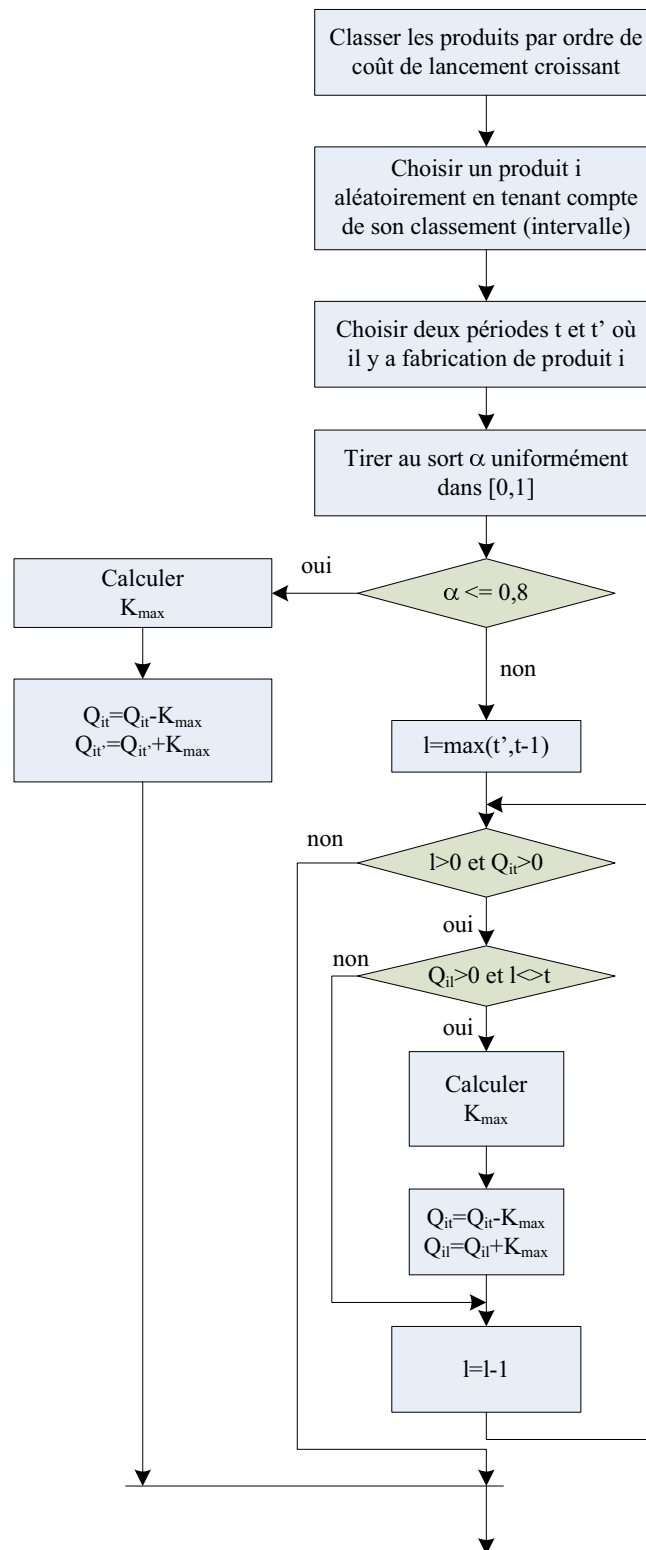 Classer les produits par ordre de
coût de lancement croissant
Choisir un produit i
aléatoirement en tenant compte
de son classement (intervalle)
Choisir deux périodes t et t’ où
il y a fabrication de produit i
Tirer au sort α uniformément
dans [0,1]
oui
α <= 0,8
Calculer
Kmax
non
Qit=Qit-Kmax
Qit’=Qit’+Kmax
l=max(t’,t-1)
non
l>0 et Qit>0
oui
non
Qil>0 et l<>t
oui
Calculer
Kmax
Qit=Qit-Kmax
Qil=Qil+Kmax
l=l-1